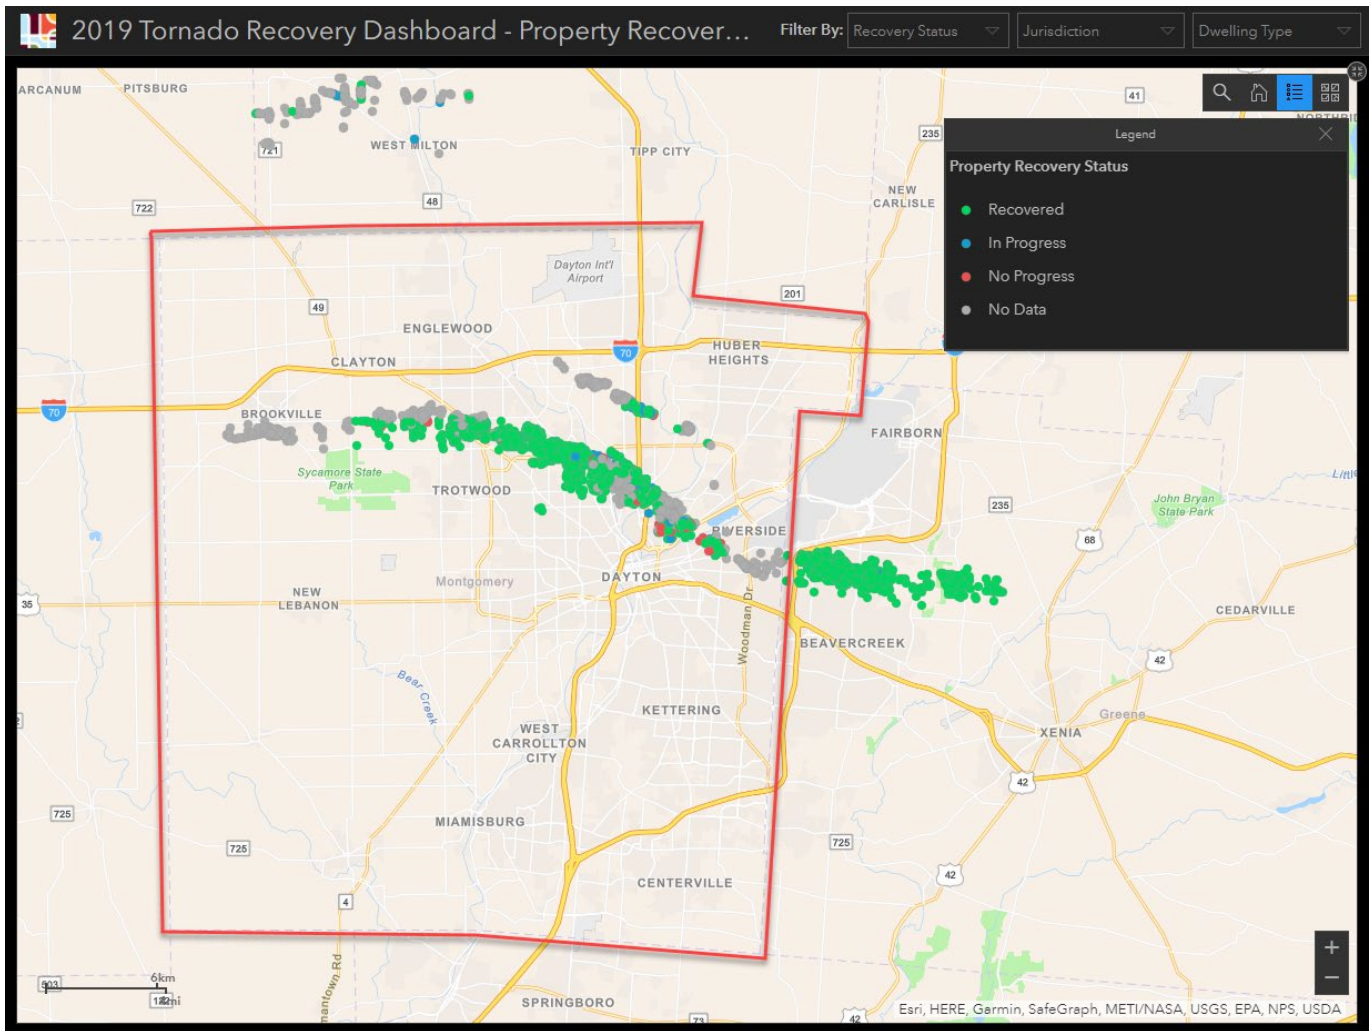 2019 Tornado Recovery Dashboard - Property Recover...
Filter By:
Recovery Status
Jurisdiction
Dwelling Type
ARCANUM
PITSBURG
41
235
721
WEST MILTON
TIPP CITY
Legend
Property Recovery Status
Recovered
In Progress
No Progress
No Data
48
722
NEW
CARLISLE
Dayton Int'l
Airport
201
49
ENGLEWOOD
CLAYTON
70
HUBER
HEIGHTS
70
BROOKVILLE
FAIRBORN
Sycamore State
Park
TROTWOOD
John Bryan
State Park
235
RIVERSIDE
68
DAYTON
Montgomery
NEW
LEBANON
35
Woodman Dr
CEDARVILLE
BEAVERCREEK
42
Bear Creek
KETTERING
Greene
WEST
CARROLLTON
CITY
XENIA
42
725
MIAMISBURG
725
725
42
CENTERVILLE
4
6km
SPRINGBORO
73
42
Esri, HERE, Garmin, SafeGraph, METI/NASA, USGS, EPA, NPS, USDA